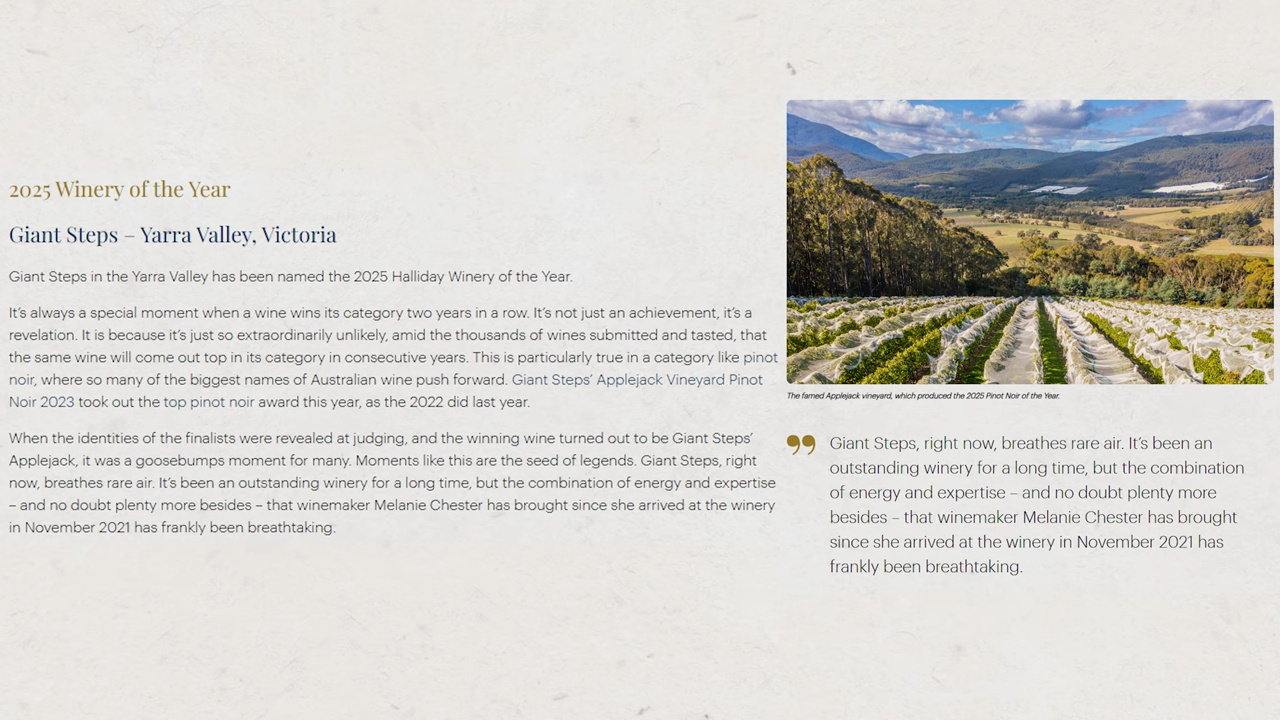 2025 Winery of the Year
Giant Steps – Yarra Valley, Victoria
Giant Steps in the Yarra Valley has been named the 2025 Halliday Winery of the Year.
It’s always a special moment when a wine wins its category two years in a row. It’s not just an achievement, it’s a
revelation. It is because it’s just so extraordinarily unlikely, amid the thousands of wines submitted and tasted, that
the same wine will come out top in its category in consecutive years. This is particularly true in a category like pinot
noir, where so many of the biggest names of Australian wine push forward. Giant Steps’ Applejack Vineyard Pinot
Noir 2023 took out the top pinot noir award this year, as the 2022 did last year.
When the identities of the finalists were revealed at judging, and the winning wine turned out to be Giant Steps’
Applejack, it was a goosebumps moment for many. Moments like this are the seed of legends. Giant Steps, right
now, breathes rare air. It’s been an outstanding winery for a long time, but the combination of energy and expertise
– and no doubt plenty more besides – that winemaker Melanie Chester has brought since she arrived at the winery
in November 2021 has frankly been breathtaking.
The famed Applejack vineyard, which produced the 2025 Pinot Noir of the Year.
” Giant Steps, right now, breathes rare air. It’s been an
outstanding winery for a long time, but the combination
of energy and expertise – and no doubt plenty more
besides – that winemaker Melanie Chester has brought
since she arrived at the winery in November 2021 has
frankly been breathtaking.